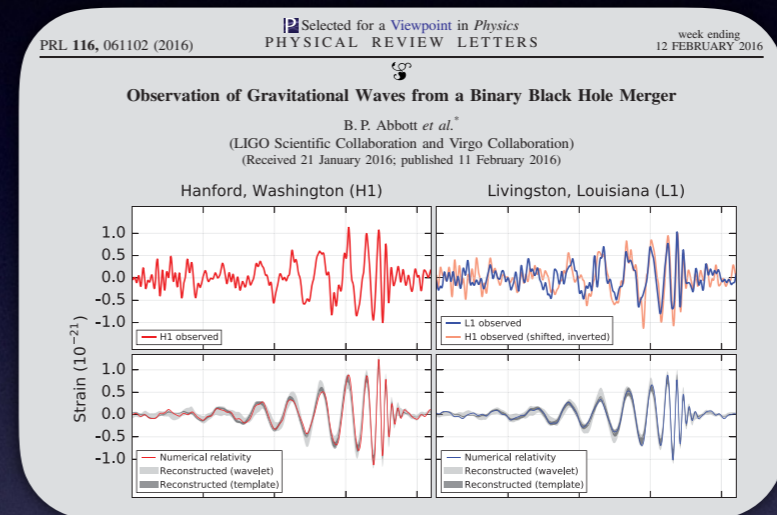 Selected for a Viewpoint in Physics
PRL 116, 061102 (2016)
PHYSICAL REVIEW LETTERS
week ending
12 FEBRUARY 2016
Observation of Gravitational Waves from a Binary Black Hole Merger
B. P. Abbott et al.*
(LIGO Scientific Collaboration and Virgo Collaboration)
(Received 21 January 2016; published 11 February 2016)
Hanford, Washington (H1)
Livingston, Louisiana (L1)
Strain (10⁻²¹)
1.0
0.5
0.0
-0.5
-1.0
H1 observed
L1 observed
H1 observed (shifted, inverted)
1.0
0.5
0.0
-0.5
-1.0
Numerical relativity
Reconstructed (wavelet)
Reconstructed (template)
Numerical relativity
Reconstructed (wavelet)
Reconstructed (template)